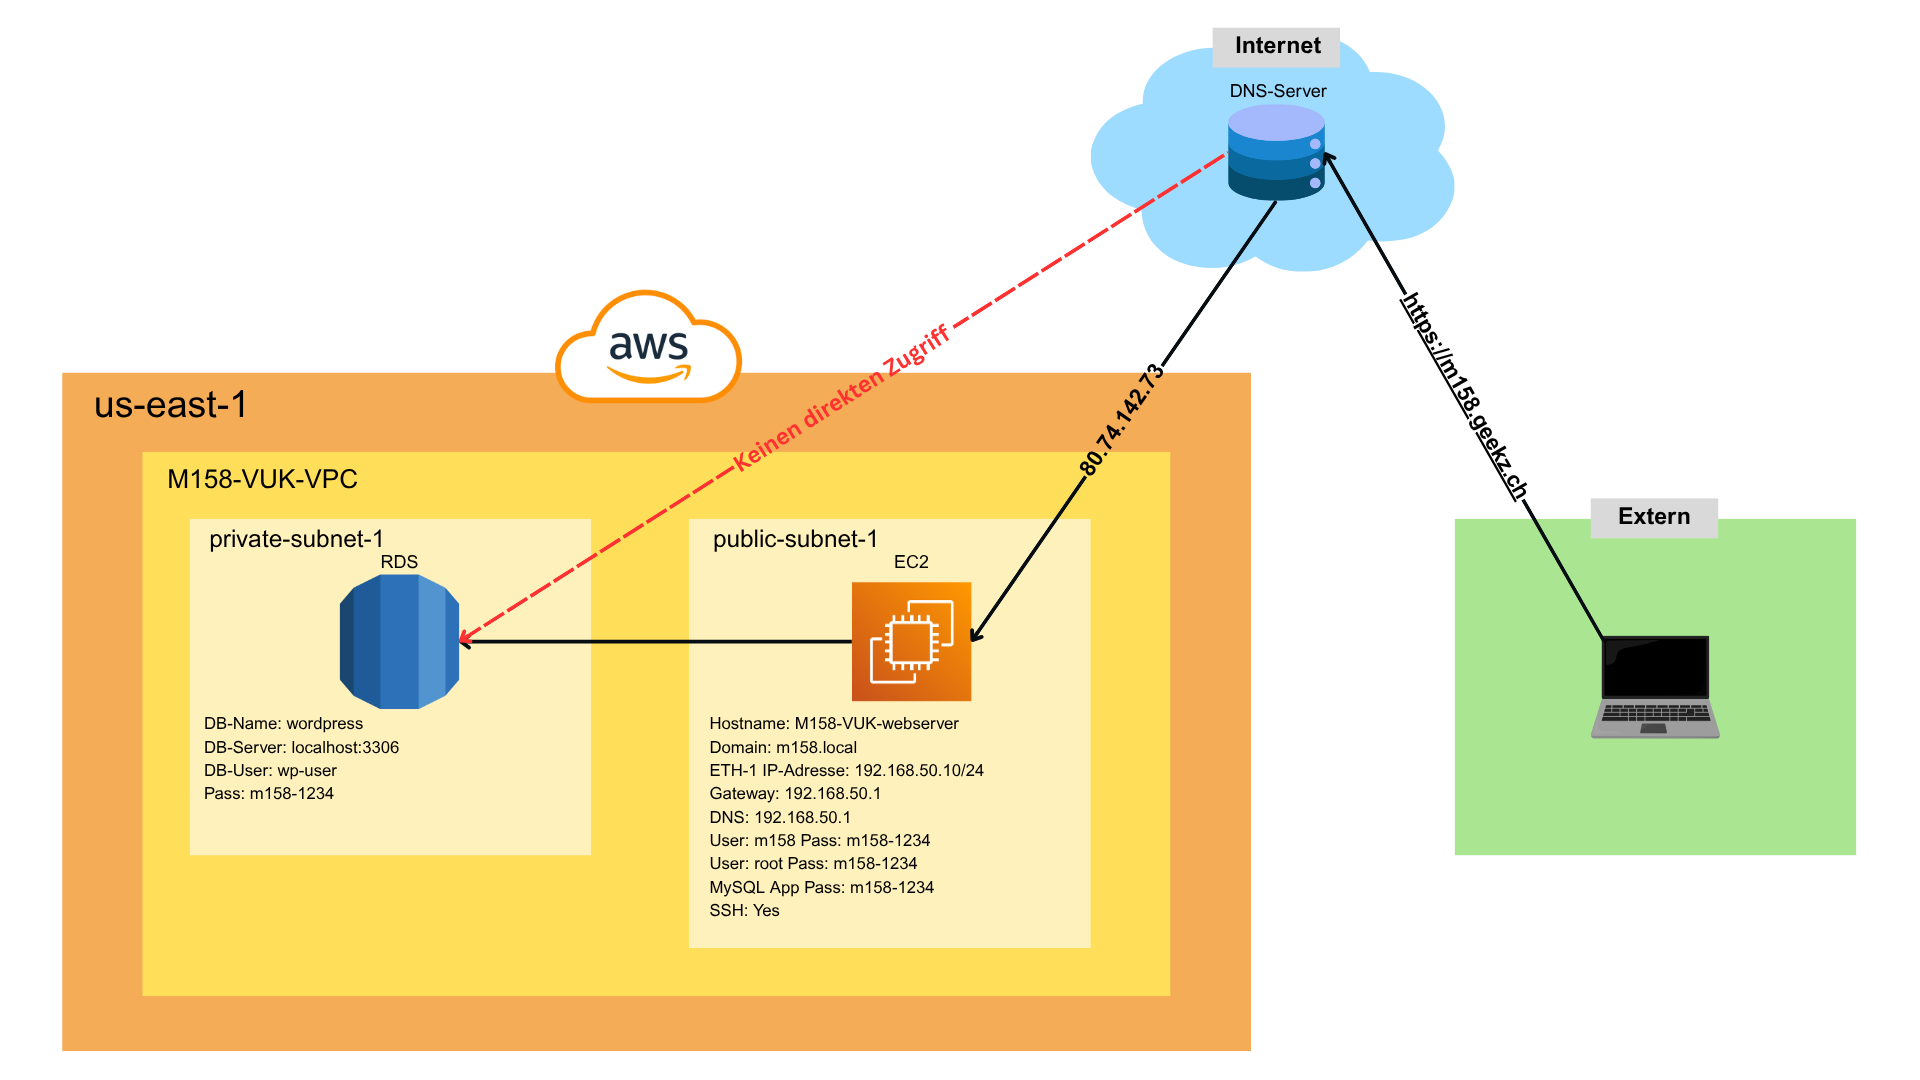 Internet
DNS-Server
https://m158.geekz.ch
80.74.142.73
Keinen direkten Zugriff
aws
us-east-1
M158-VUK-VPC
private-subnet-1
RDS
DB-Name: wordpress
DB-Server: localhost:3306
DB-User: wp-user
Pass: m158-1234
public-subnet-1
EC2
Hostname: M158-VUK-webserver
Domain: m158.local
ETH-1 IP-Adresse: 192.168.50.10/24
Gateway: 192.168.50.1
DNS: 192.168.50.1
User: m158 Pass: m158-1234
User: root Pass: m158-1234
MySQL App Pass: m158-1234
SSH: Yes
Extern